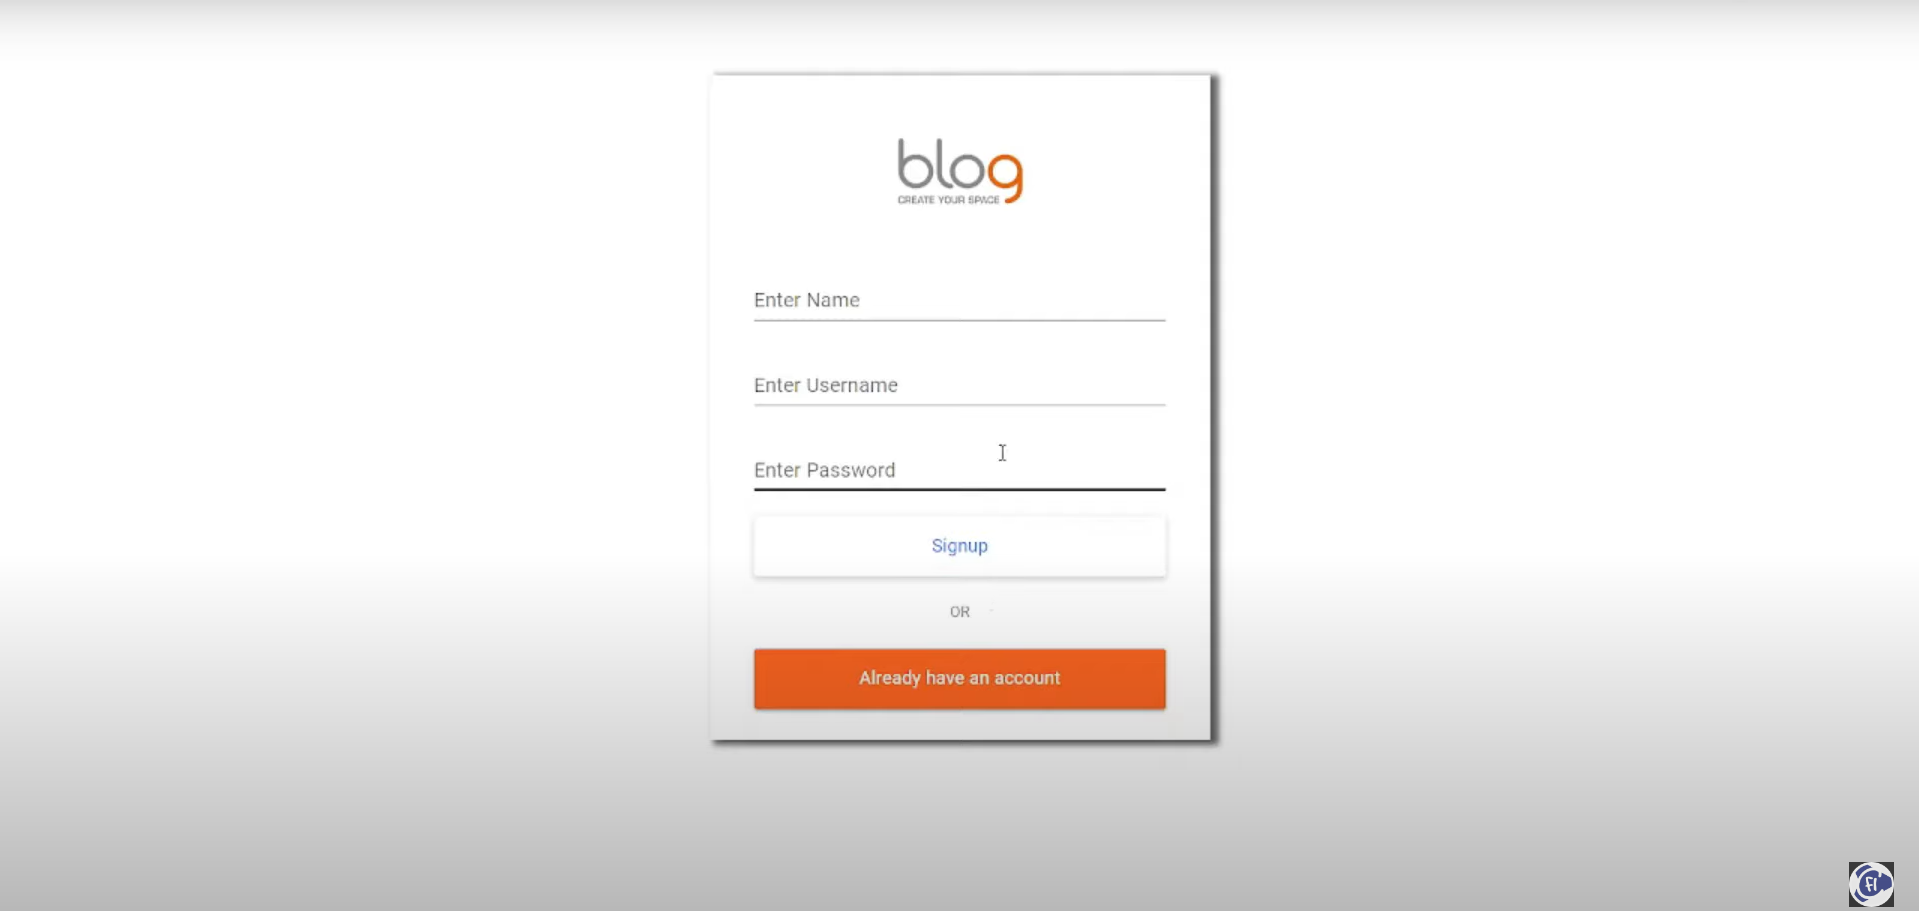 blog
CREATE YOUR SPACE
Enter Name
Enter Username
Enter Password
Signup
OR
Already have an account